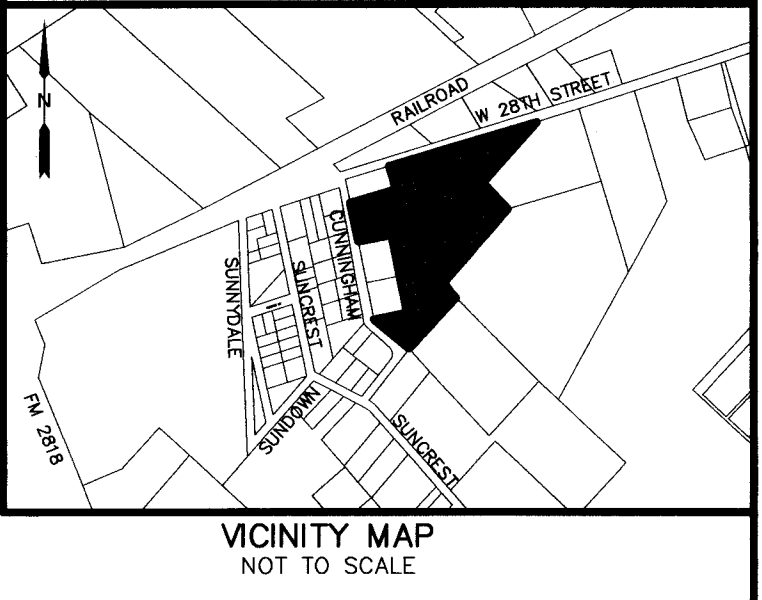 N
RAILROAD
W 28TH STREET
CUNNINGHAM
SUNNYDALE
SUNCREST
FM 2818
SUNDOWN
SUNCREST
VICINITY MAP
NOT TO SCALE